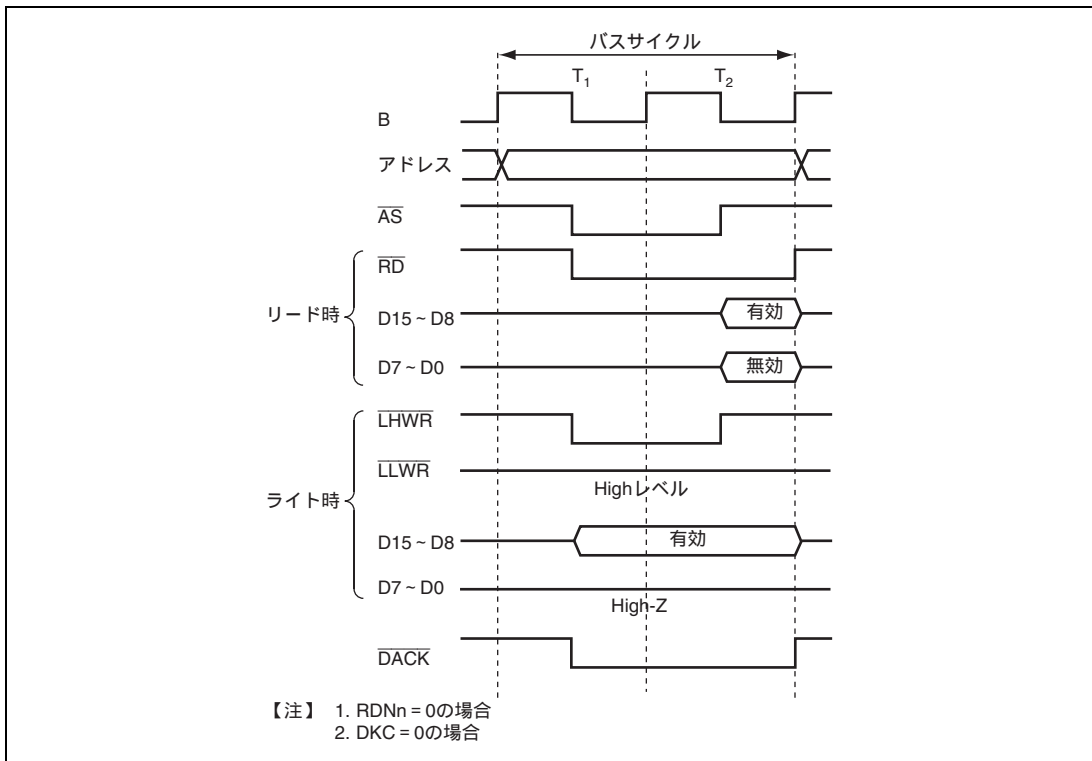 バスサイクル
T1 T2
B
アドレス
AS
RD
リード時
D15 ~ D8 有効
D7 ~ D0 無効
LHWR
LLWR
Highレベル
ライト時
D15 ~ D8 有効
D7 ~ D0
High-Z
DACK
【注】 1. RDNn = 0の場合
2. DKC = 0の場合